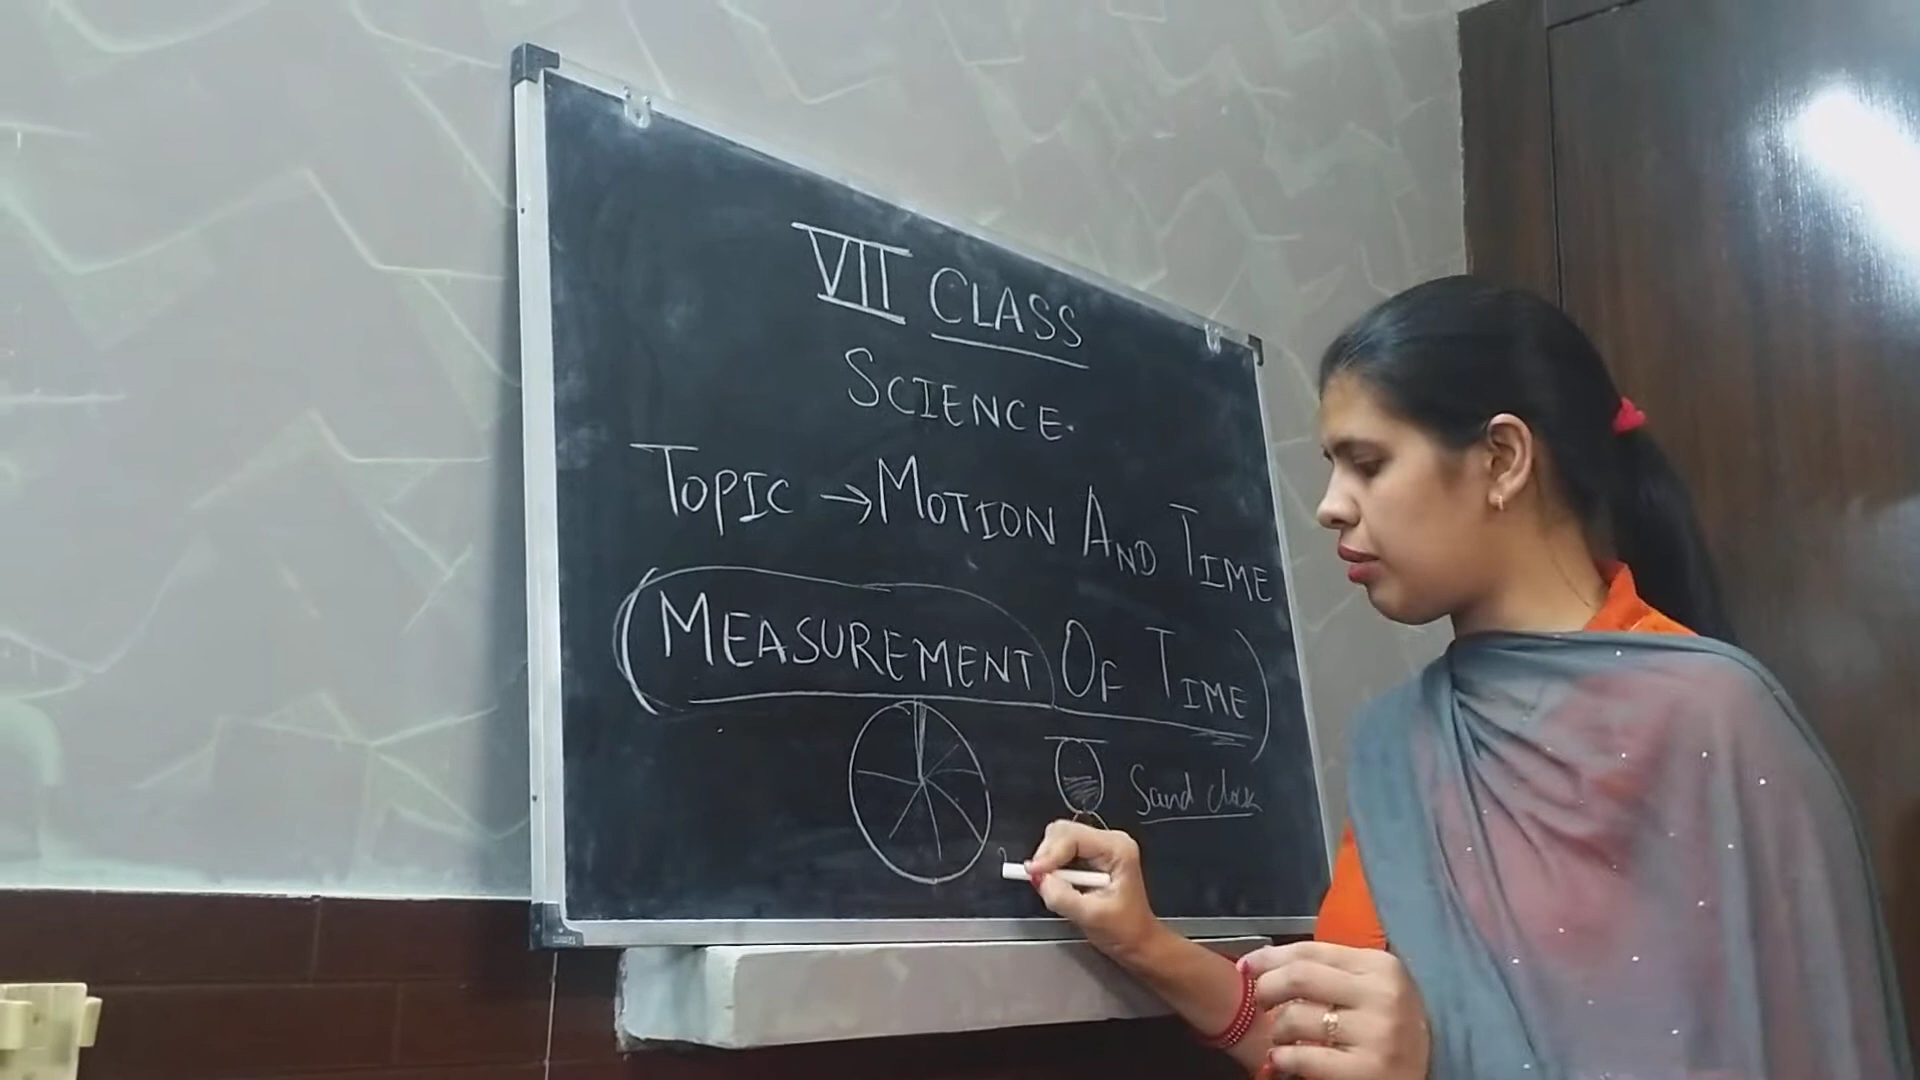 VII CLASS
SCIENCE.
TOPIC → MOTION AND TIME
(MEASUREMENT OF TIME)
Sand clock